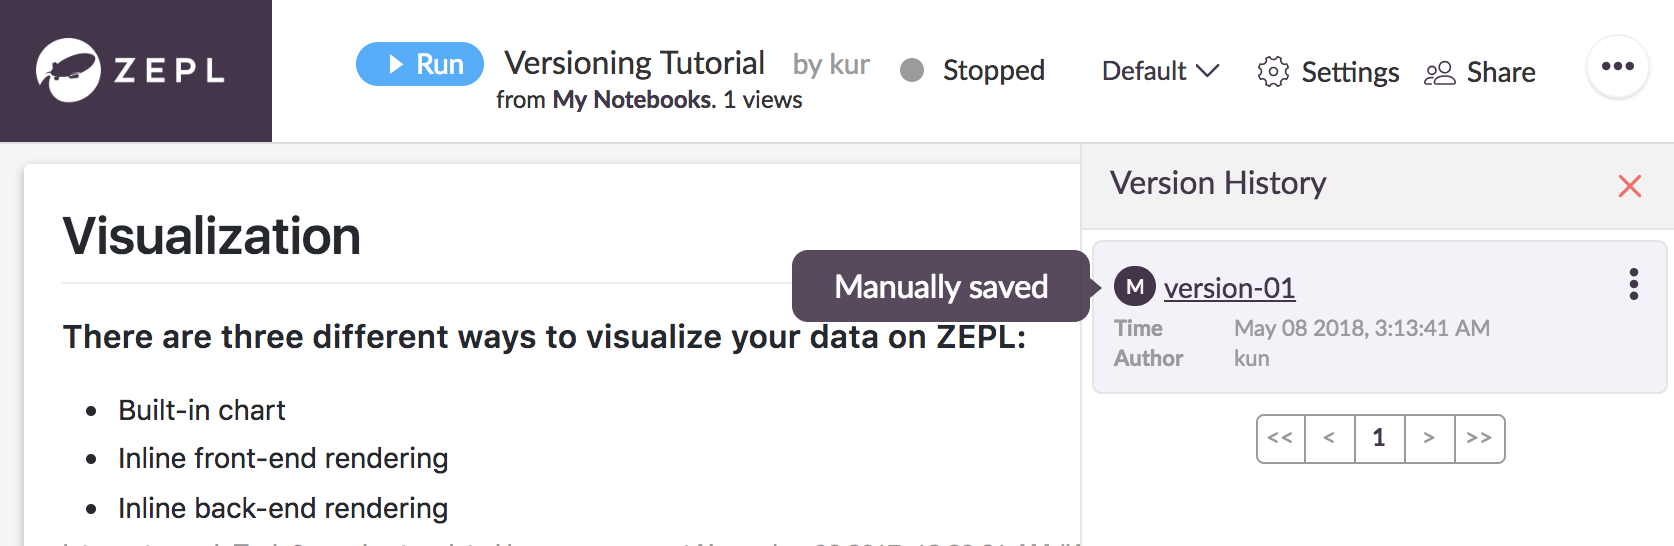 ZEPL
Run
Versioning Tutorial by kur
from My Notebooks. 1 views
Stopped
Default
Settings
Share
Visualization
There are three different ways to visualize your data on ZEPL:
Built-in chart
Inline front-end rendering
Inline back-end rendering
Version History
Manually saved
M version-01
Time May 08 2018, 3:13:41 AM
Author kun
<< < 1 > >>